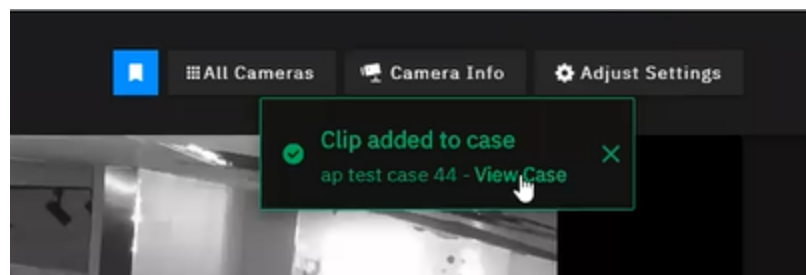 All Cameras
Camera Info
Adjust Settings
Clip added to case
ap test case 44 - View Case